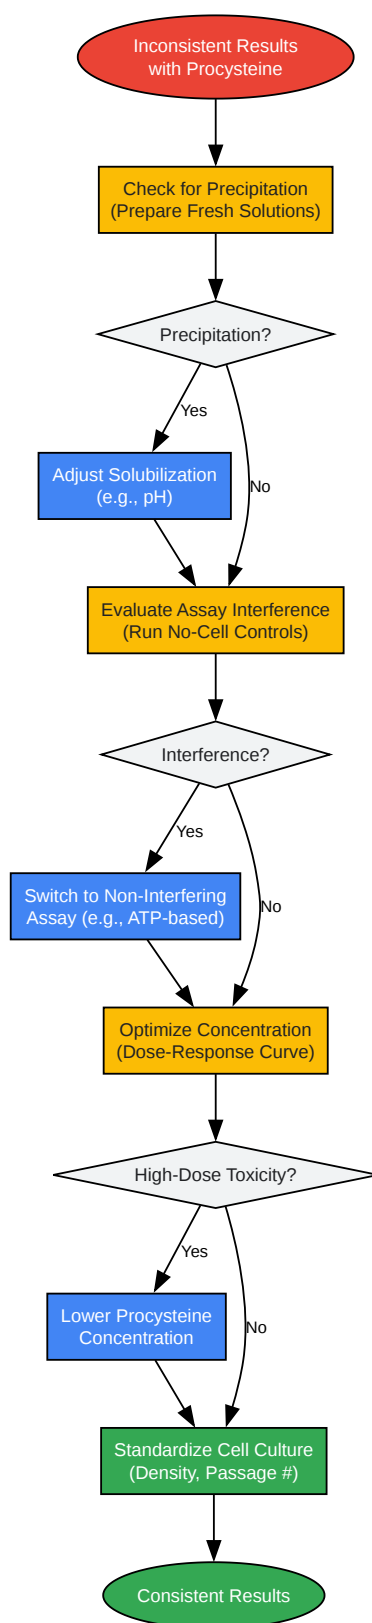 Inconsistent Results
with Procysteine
Check for Precipitation
(Prepare Fresh Solutions)
Precipitation?
Yes
Adjust Solubilization
(e.g., pH)
No
Evaluate Assay Interference
(Run No-Cell Controls)
Interference?
Yes
Switch to Non-Interfering
Assay (e.g., ATP-based)
No
Optimize Concentration
(Dose-Response Curve)
High-Dose Toxicity?
Yes
Lower Procysteine
Concentration
No
Standardize Cell Culture
(Density, Passage #)
Consistent Results